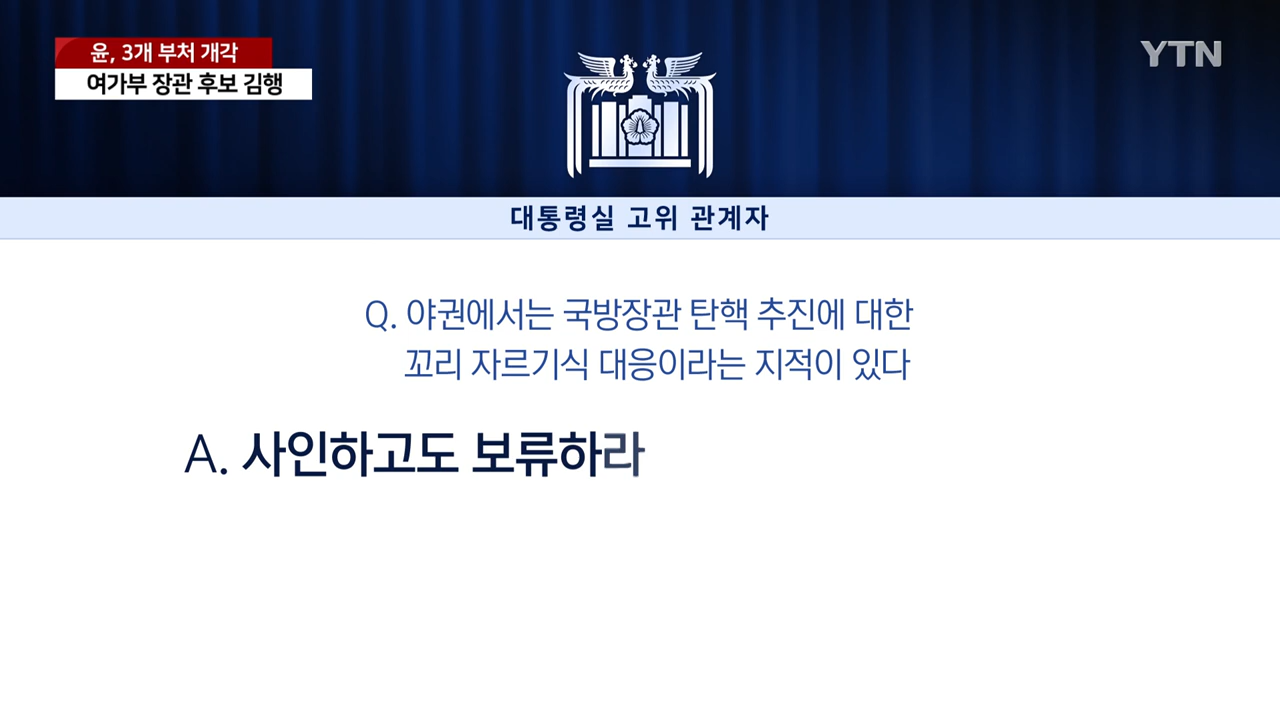 윤, 3개 부처 개각
여가부 장관 후보 김행
YTN
대통령실 고위 관계자
Q. 야권에서는 국방장관 탄핵 추진에 대한
꼬리 자르기식 대응이라는 지적이 있다
A. 사인하고도 보류하라